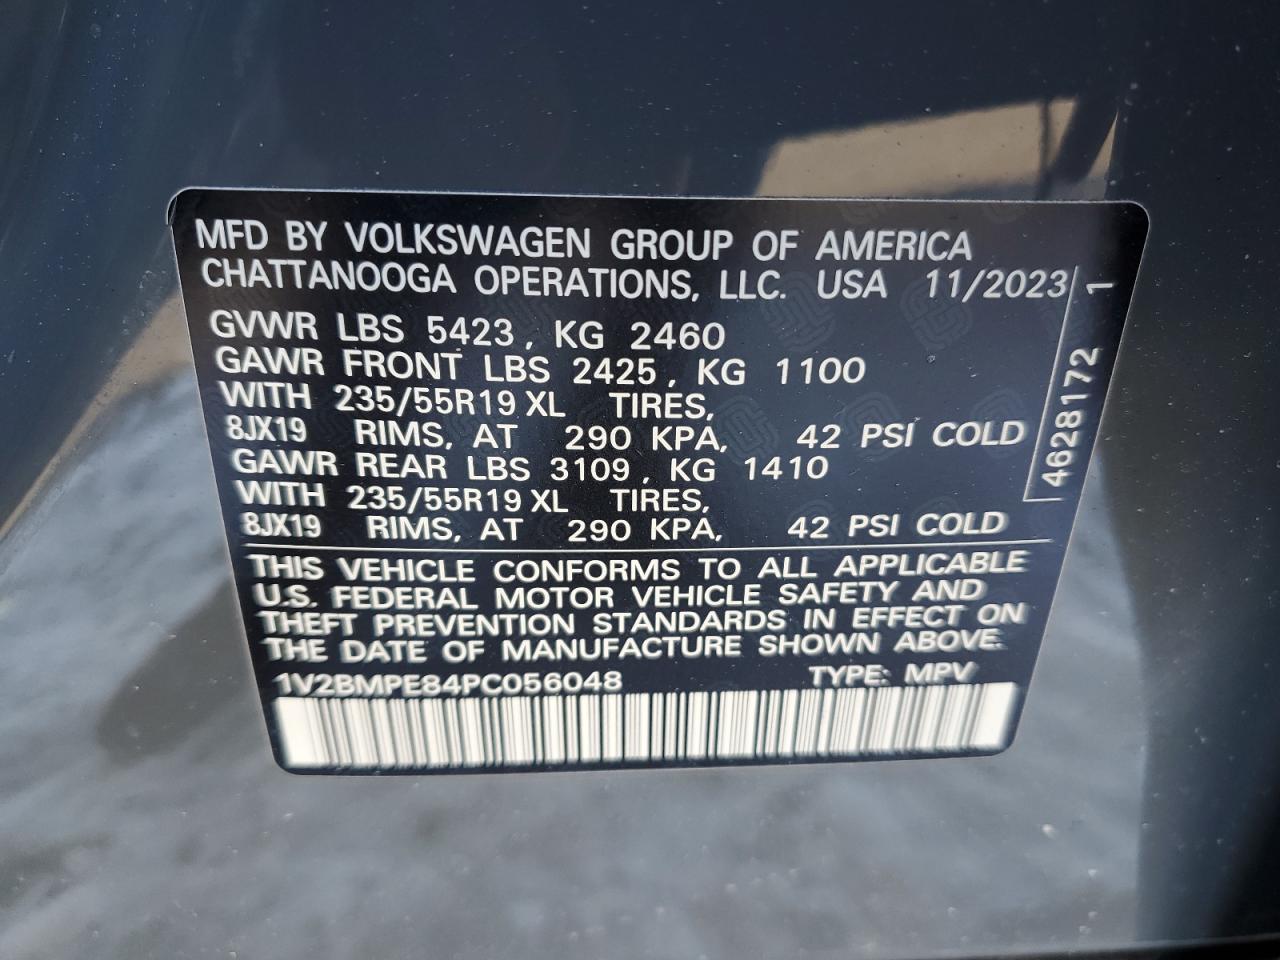 MFD BY VOLKSWAGEN GROUP OF AMERICA
CHATTANOOGA OPERATIONS, LLC. USA 11/2023
GVWR LBS 5423, KG 2460
GAWR FRONT LBS 2425, KG 1100
WITH 235/55R19 XL TIRES,
8JX19 RIMS, AT 290 KPA, 42 PSI COLD
GAWR REAR LBS 3109, KG 1410
WITH 235/55R19 XL TIRES,
8JX19 RIMS, AT 290 KPA, 42 PSI COLD
THIS VEHICLE CONFORMS TO ALL APPLICABLE
U.S. FEDERAL MOTOR VEHICLE SAFETY AND
THEFT PREVENTION STANDARDS IN EFFECT ON
THE DATE OF MANUFACTURE SHOWN ABOVE.
1V2BMPE84PC056048 TYPE: MPV
4628172 1